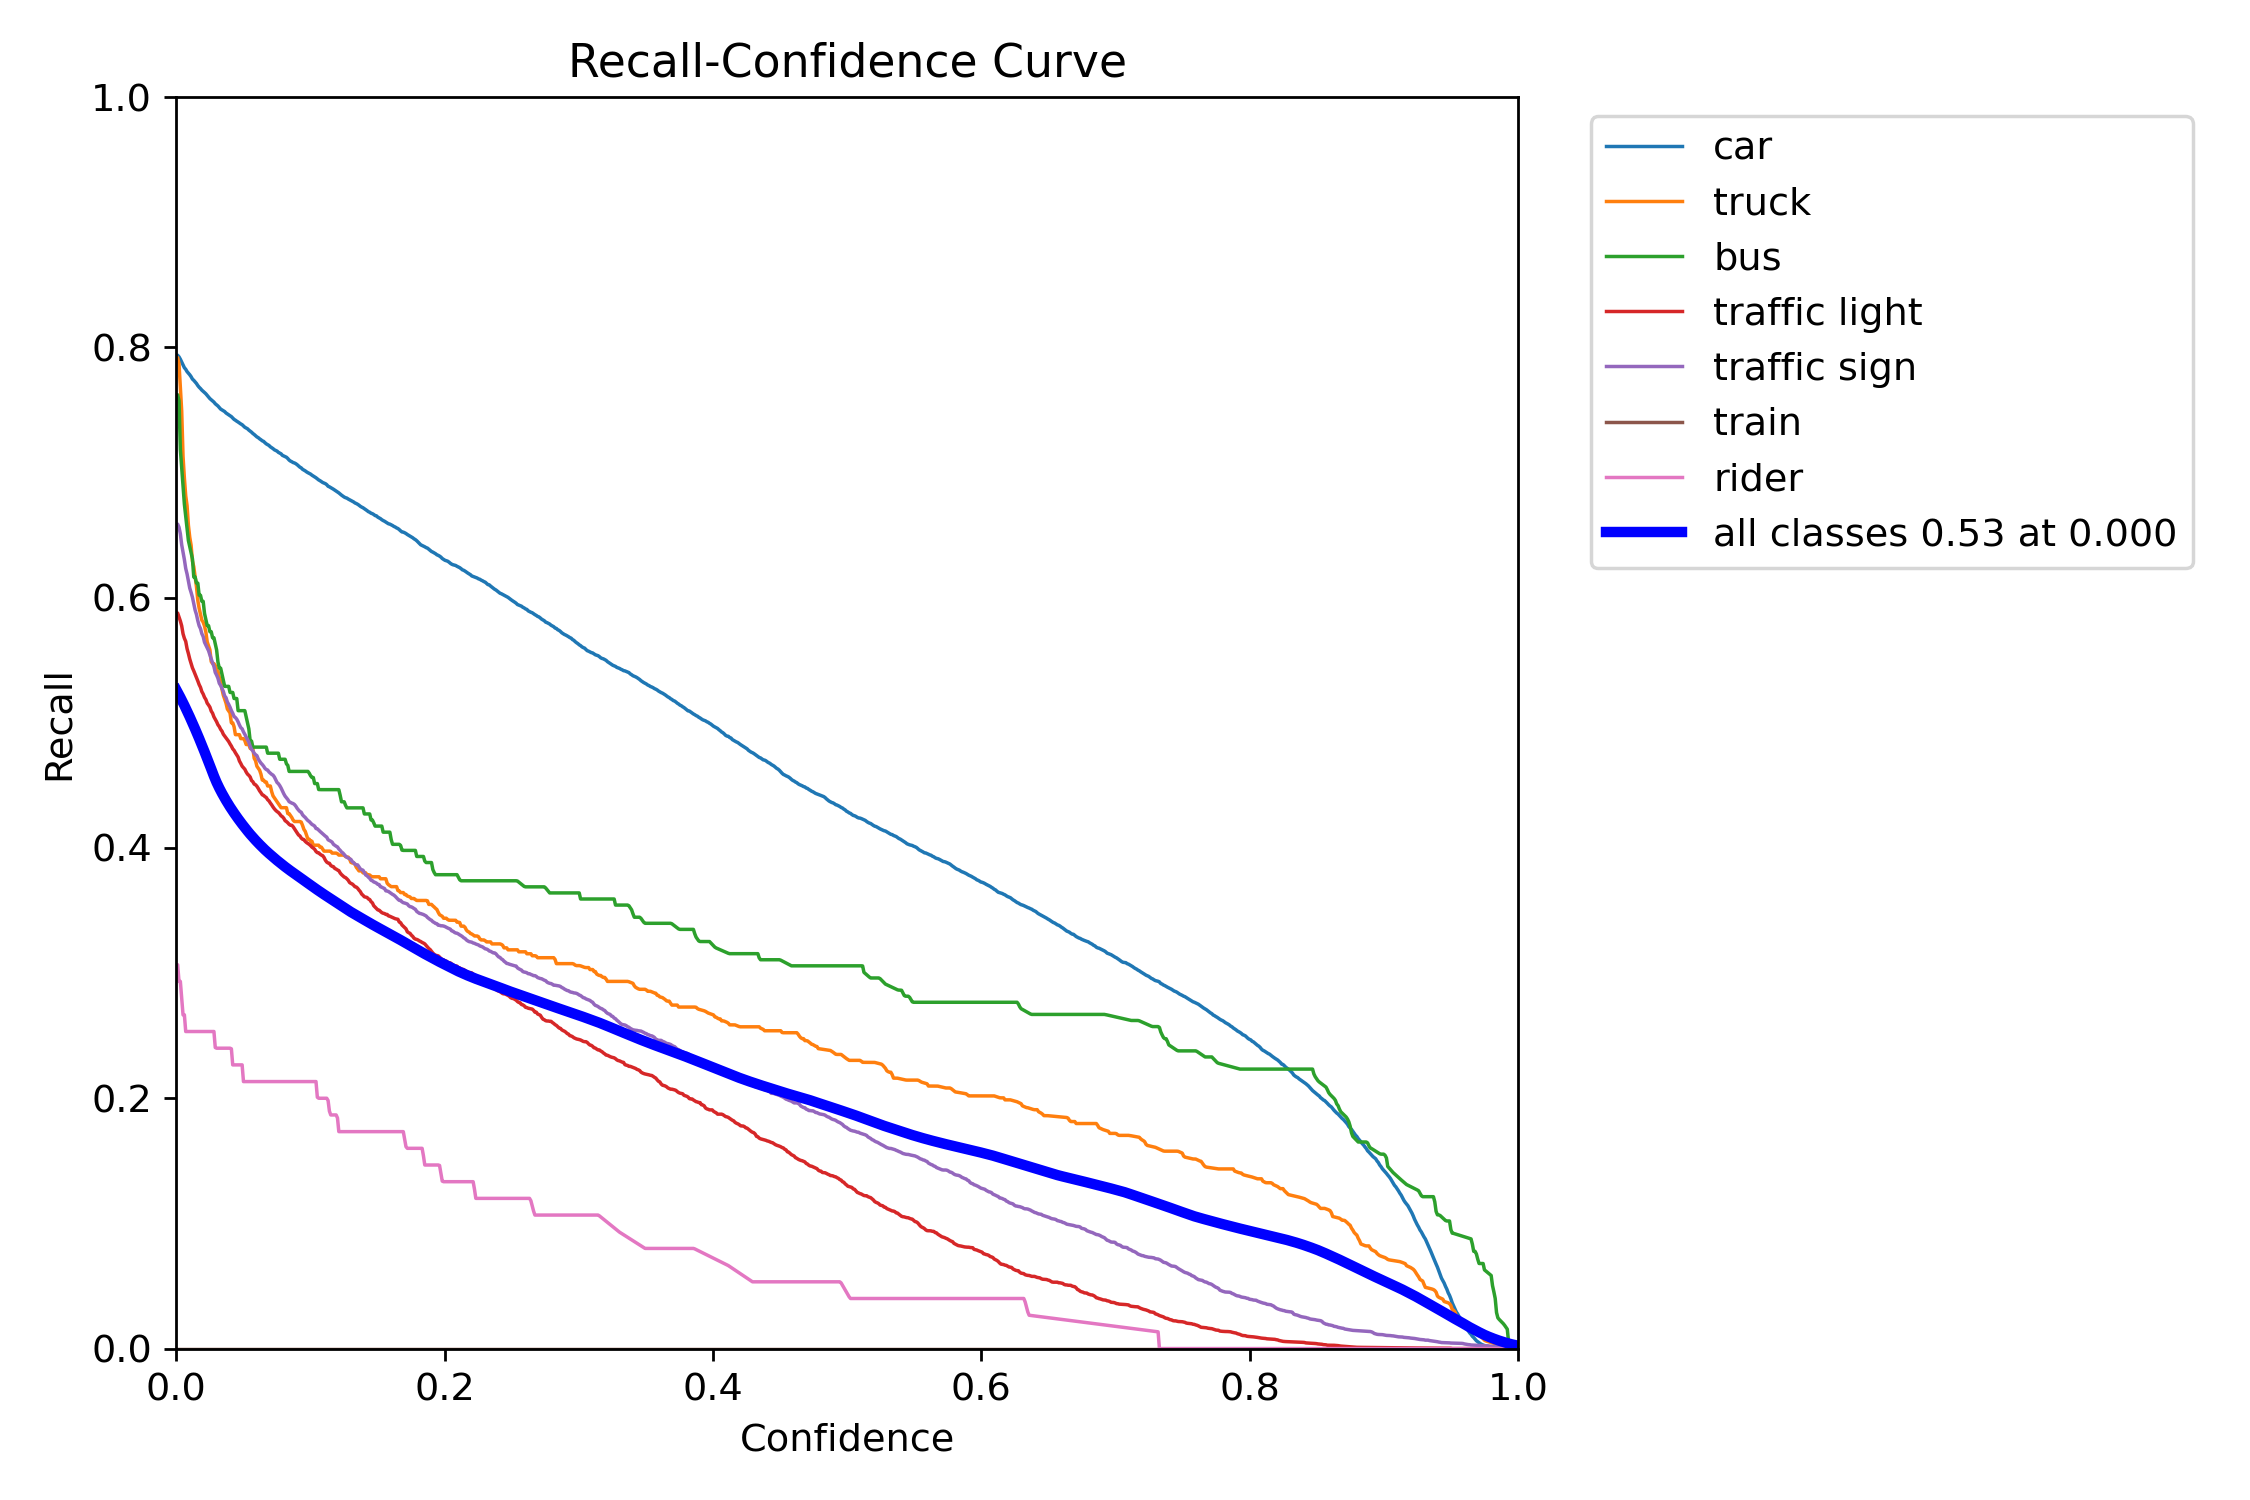 Recall-Confidence Curve
1.0
0.8
0.6
0.4
0.2
0.0
Recall
0.0 0.2 0.4 0.6 0.8 1.0
Confidence
car
truck
bus
traffic light
traffic sign
train
rider
all classes 0.53 at 0.000